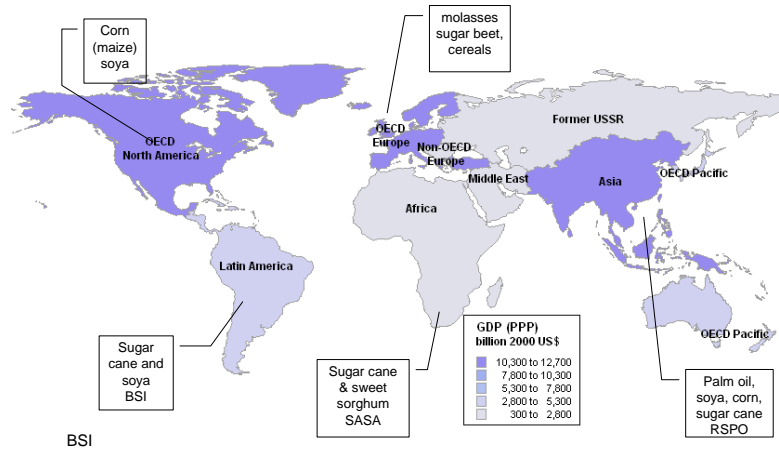 Corn
(maize)
soya
molasses
sugar beet,
cereals
OECD
North America
OECD
Europe
Non-OECD
Europe
Former USSR
Middle East
Asia
OECD Pacific
Africa
Latin America
OECD Pacific
Sugar
cane and
soya
BSI
Sugar cane
& sweet
sorghum
SASA
GDP (PPP)
billion 2000 US$
10,300 to 12,700
7,800 to 10,300
5,300 to 7,800
2,800 to 5,300
300 to 2,800
Palm oil,
soya, corn,
sugar cane
RSPO
BSI